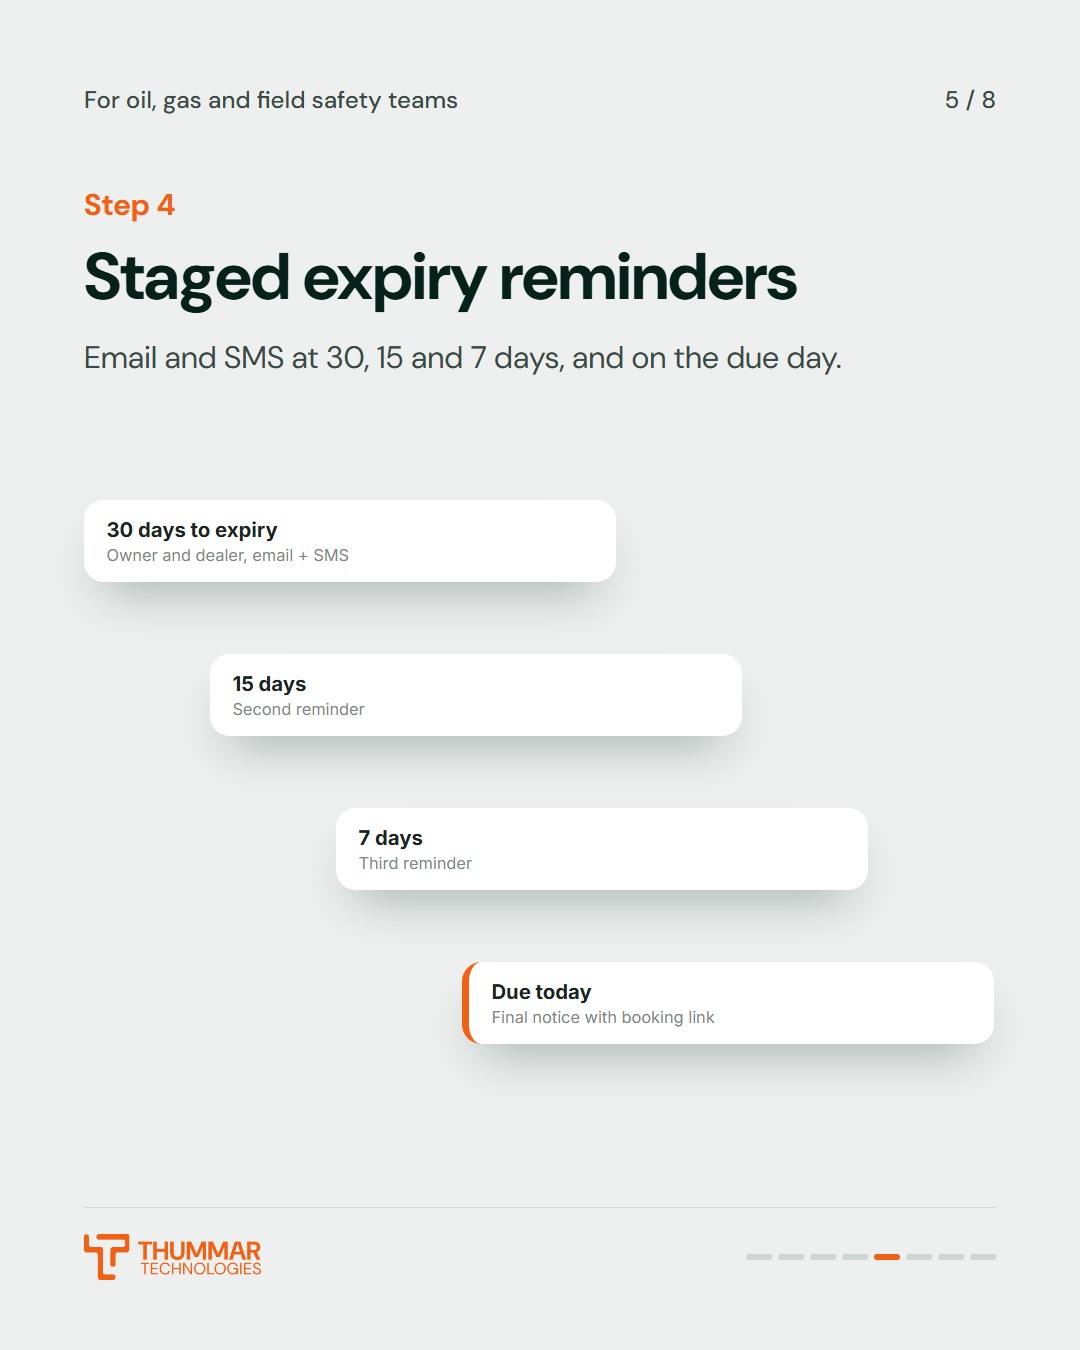 For oil, gas and field safety teams
5 / 8
Step 4
Staged expiry reminders
Email and SMS at 30, 15 and 7 days, and on the due day.
30 days to expiry
Owner and dealer, email + SMS
15 days
Second reminder
7 days
Third reminder
Due today
Final notice with booking link
THUMMAR
TECHNOLOGIES